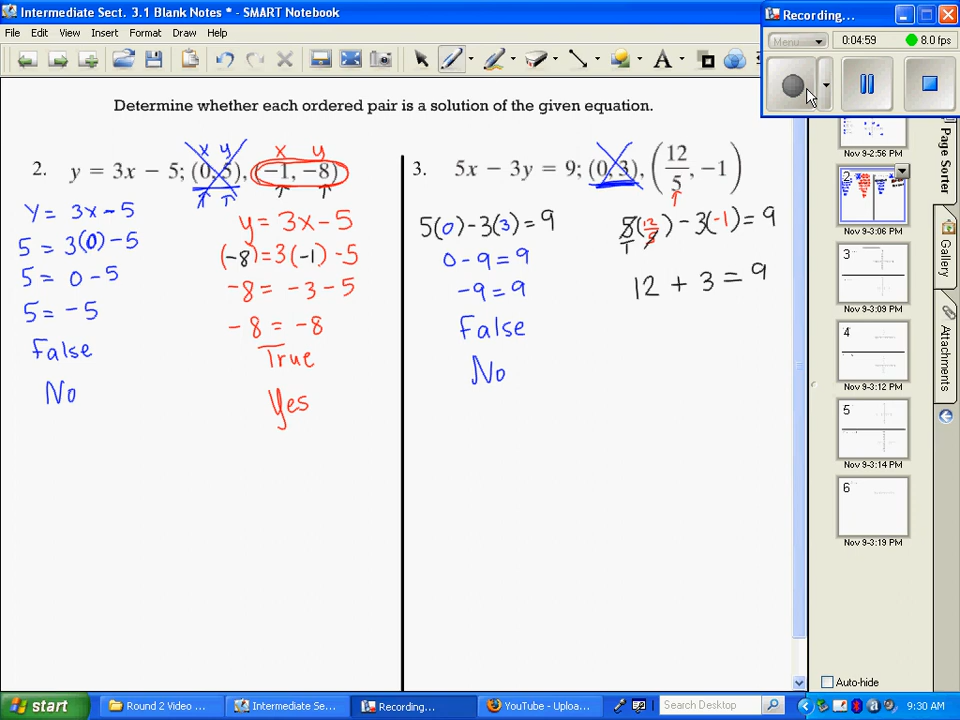 Intermediate Sect. 3.1 Blank Notes * - SMART Notebook
Recording...
File Edit View Insert Format Draw Help
Menu 0:04:59 8.0 fps
Determine whether each ordered pair is a solution of the given equation.
x y x y
2. y = 3x − 5; (0, 5), (−1, −8)
y = 3x - 5
5 = 3(0) - 5
5 = 0 - 5
5 = -5
False
No
y = 3x - 5
(-8) = 3(-1) - 5
-8 = -3 - 5
-8 = -8
True
Yes
3. 5x − 3y = 9; (0, 3), (12/5, −1)
5(0) - 3(3) = 9
0 - 9 = 9
-9 = 9
False
No
5(12/5) - 3(-1) = 9
1
12 + 3 = 9
Nov 9-2:56 PM
2
Nov 9-3:06 PM
3
Nov 9-3:09 PM
4
Nov 9-3:12 PM
5
Nov 9-3:14 PM
6
Nov 9-3:19 PM
Page Sorter
Gallery
Attachments
Auto-hide
start
Round 2 Video ...
Intermediate Se...
Recording...
YouTube - Uploa...
Search Desktop
9:30 AM